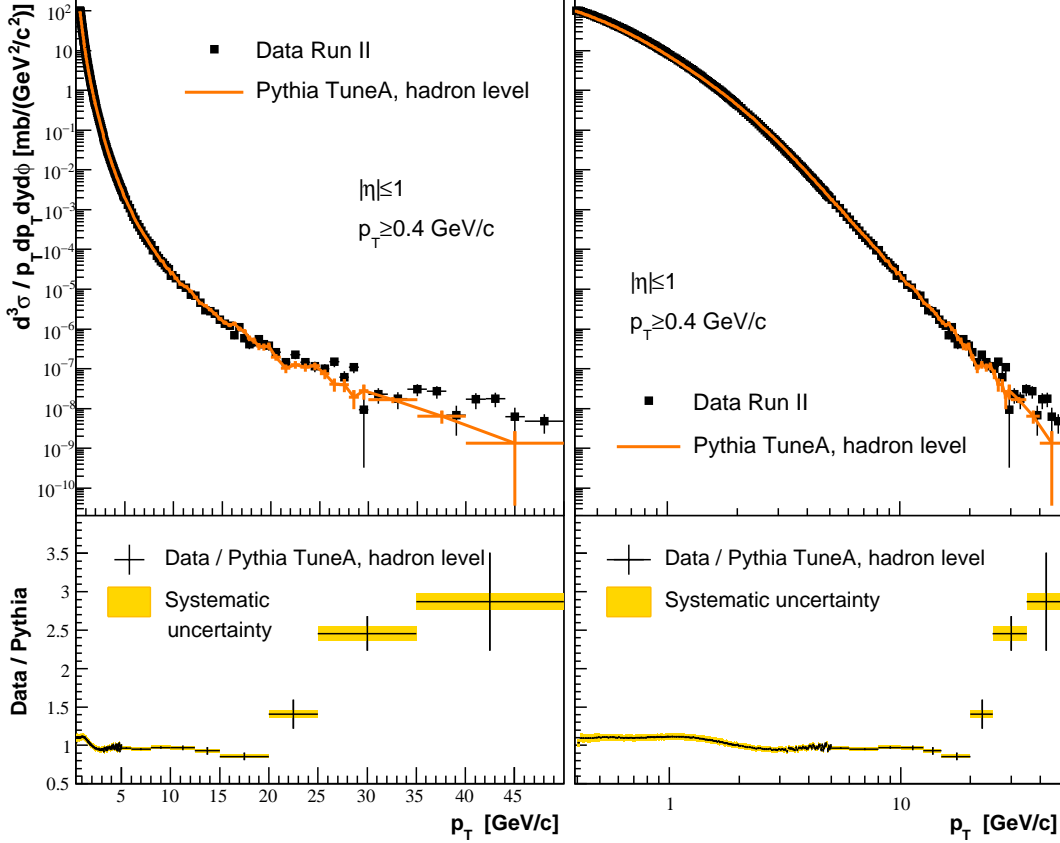 d³σ / p_T dp_T dydϕ [mb/(GeV²/c²)]
10²
10
1
10⁻¹
10⁻²
10⁻³
10⁻⁴
10⁻⁵
10⁻⁶
10⁻⁷
10⁻⁸
10⁻⁹
10⁻¹⁰
Data Run II
Pythia TuneA, hadron level
|η|≤1
p_T≥0.4 GeV/c
|η|≤1
p_T≥0.4 GeV/c
Data Run II
Pythia TuneA, hadron level
Data / Pythia
3.5
3
2.5
2
1.5
1
0.5
Data / Pythia TuneA, hadron level
Systematic
uncertainty
5 10 15 20 25 30 35 40 45
p_T [GeV/c]
Data / Pythia TuneA, hadron level
Systematic uncertainty
1 10
p_T [GeV/c]